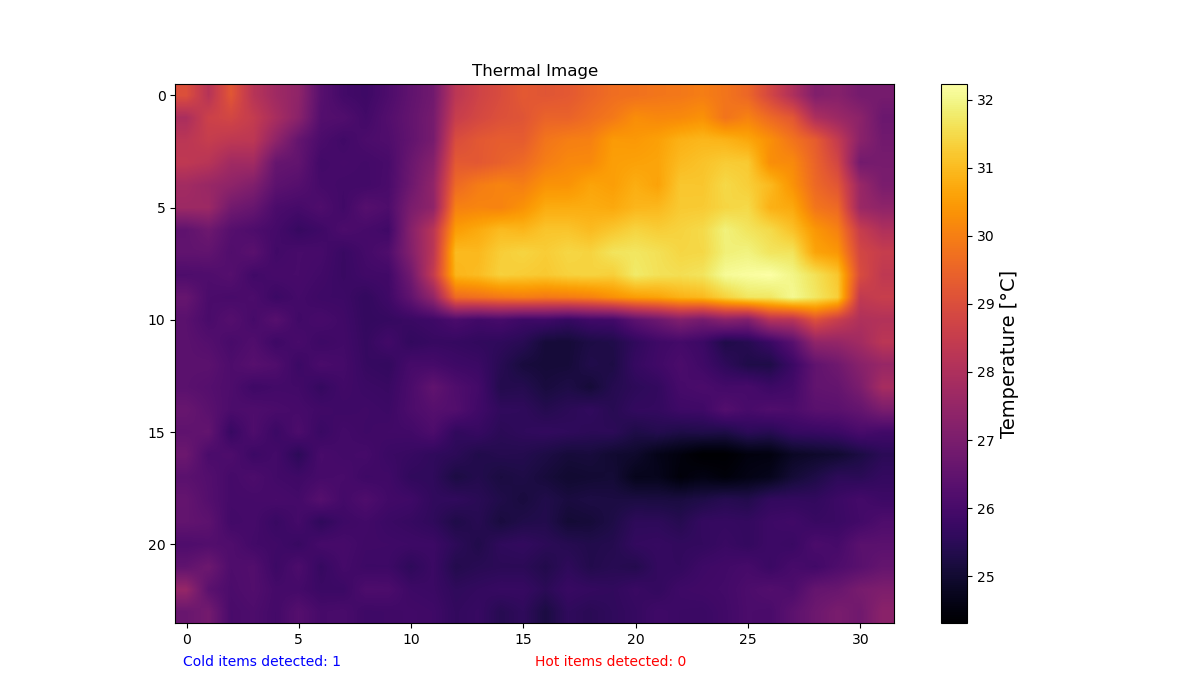 Thermal Image
0
5
10
15
20
0 5 10 15 20 25 30
32
31
30
29
28
27
26
25
Temperature [°C]
Cold items detected: 1
Hot items detected: 0